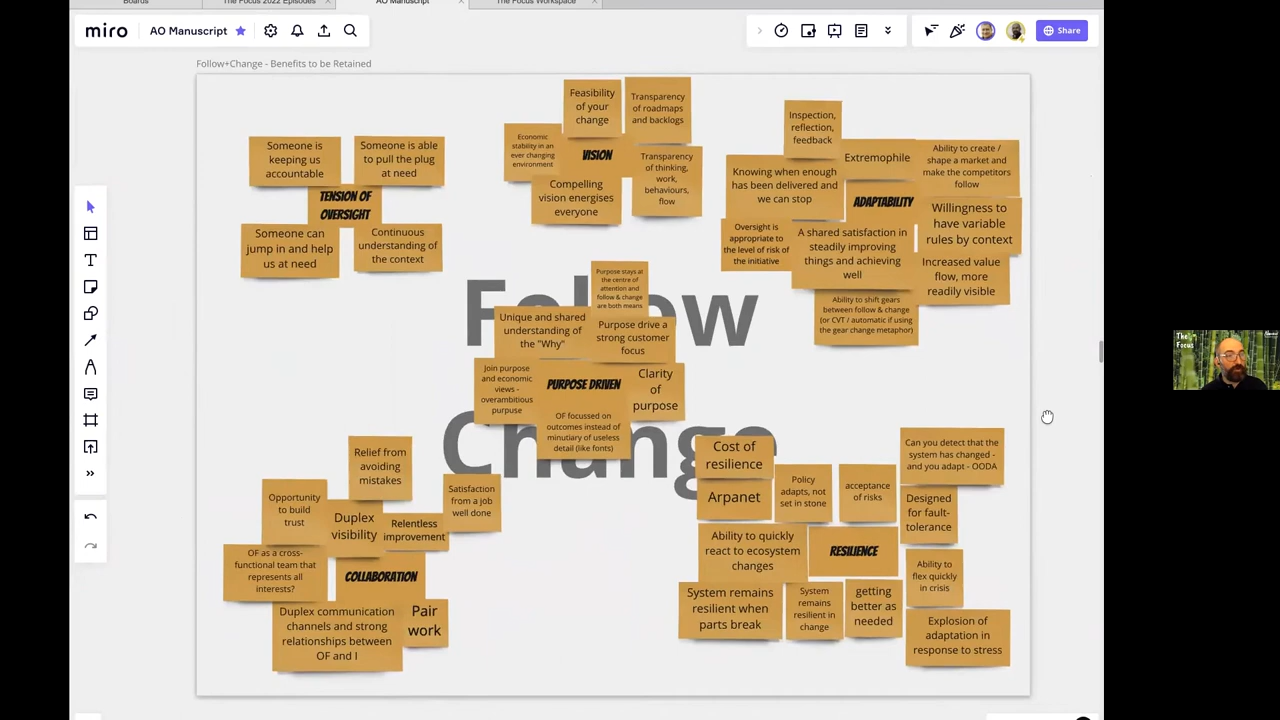 Boards
The Focus 2022 Episodes
AO Manuscript
The Focus Workspace
miro
AO Manuscript
Share
Follow+Change - Benefits to be Retained
Follow
Change
Someone is
keeping us
accountable
Someone is able
to pull the plug
at need
TENSION OF
OVERSIGHT
Someone can
jump in and help
us at need
Continuous
understanding of
the context
Feasibility
of your
change
Transparency
of roadmaps
and backlogs
Economic
stability in an
ever changing
environment
VISION
Transparency
of thinking,
work,
behaviours,
flow
Compelling
vision energises
everyone
Inspection,
reflection,
feedback
Extremophile
Ability to create /
shape a market and
make the competitors
follow
Knowing when enough
has been delivered and
we can stop
ADAPTABILITY
Willingness to
have variable
rules by context
Oversight is
appropriate to
the level of risk of
the initiative
A shared satisfaction in
steadily improving
things and achieving
well
Increased value
flow, more
readily visible
Ability to shift gears
between follow & change
(or CVT / automatic if using
the gear change metaphor)
Purpose stays at
the centre of
attention and
follow & change
are both means
Unique and shared
understanding of
the "Why"
Purpose drive a
strong customer
focus
Join purpose
and economic
views -
overambitious
purpuse
PURPOSE DRIVEN
Clarity
of
purpose
OF focussed on
outcomes instead of
minutiary of useless
detail (like fonts)
Relief from
avoiding
mistakes
Opportunity
to build
trust
Duplex
visibility
Relentless
improvement
Satisfaction
from a job
well done
OF as a cross-
functional team that
represents all
interests?
COLLABORATION
Duplex communication
channels and strong
relationships between
OF and I
Pair
work
Cost of
resilience
Arpanet
Policy
adapts, not
set in stone
acceptance
of risks
Can you detect that the
system has changed -
and you adapt - OODA
Designed
for fault-
tolerance
Ability to quickly
react to ecosystem
changes
RESILIENCE
Ability to
flex quickly
in crisis
System remains
resilient when
parts break
System
remains
resilient in
change
getting
better as
needed
Explosion of
adaptation in
response to stress
The
Focus